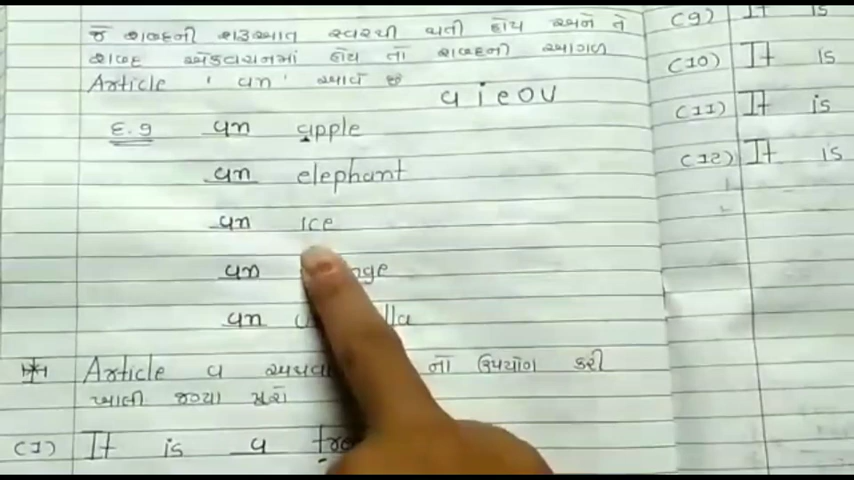 જે શબ્દની શરૂઆત સ્વરથી થતી હોય અને તે
શબ્દ એકવચનમાં હોય તો શબ્દની આગળ
Article ' an ' આવે છે
a i e o u
E.g an apple
an elephant
an ice
an
an
Article a અથવા નો ઉપયોગ કરી
ખાલી જગ્યા પુરો
(1) It is a
(9) It is
(10) It is
(11) It is
(12) It is